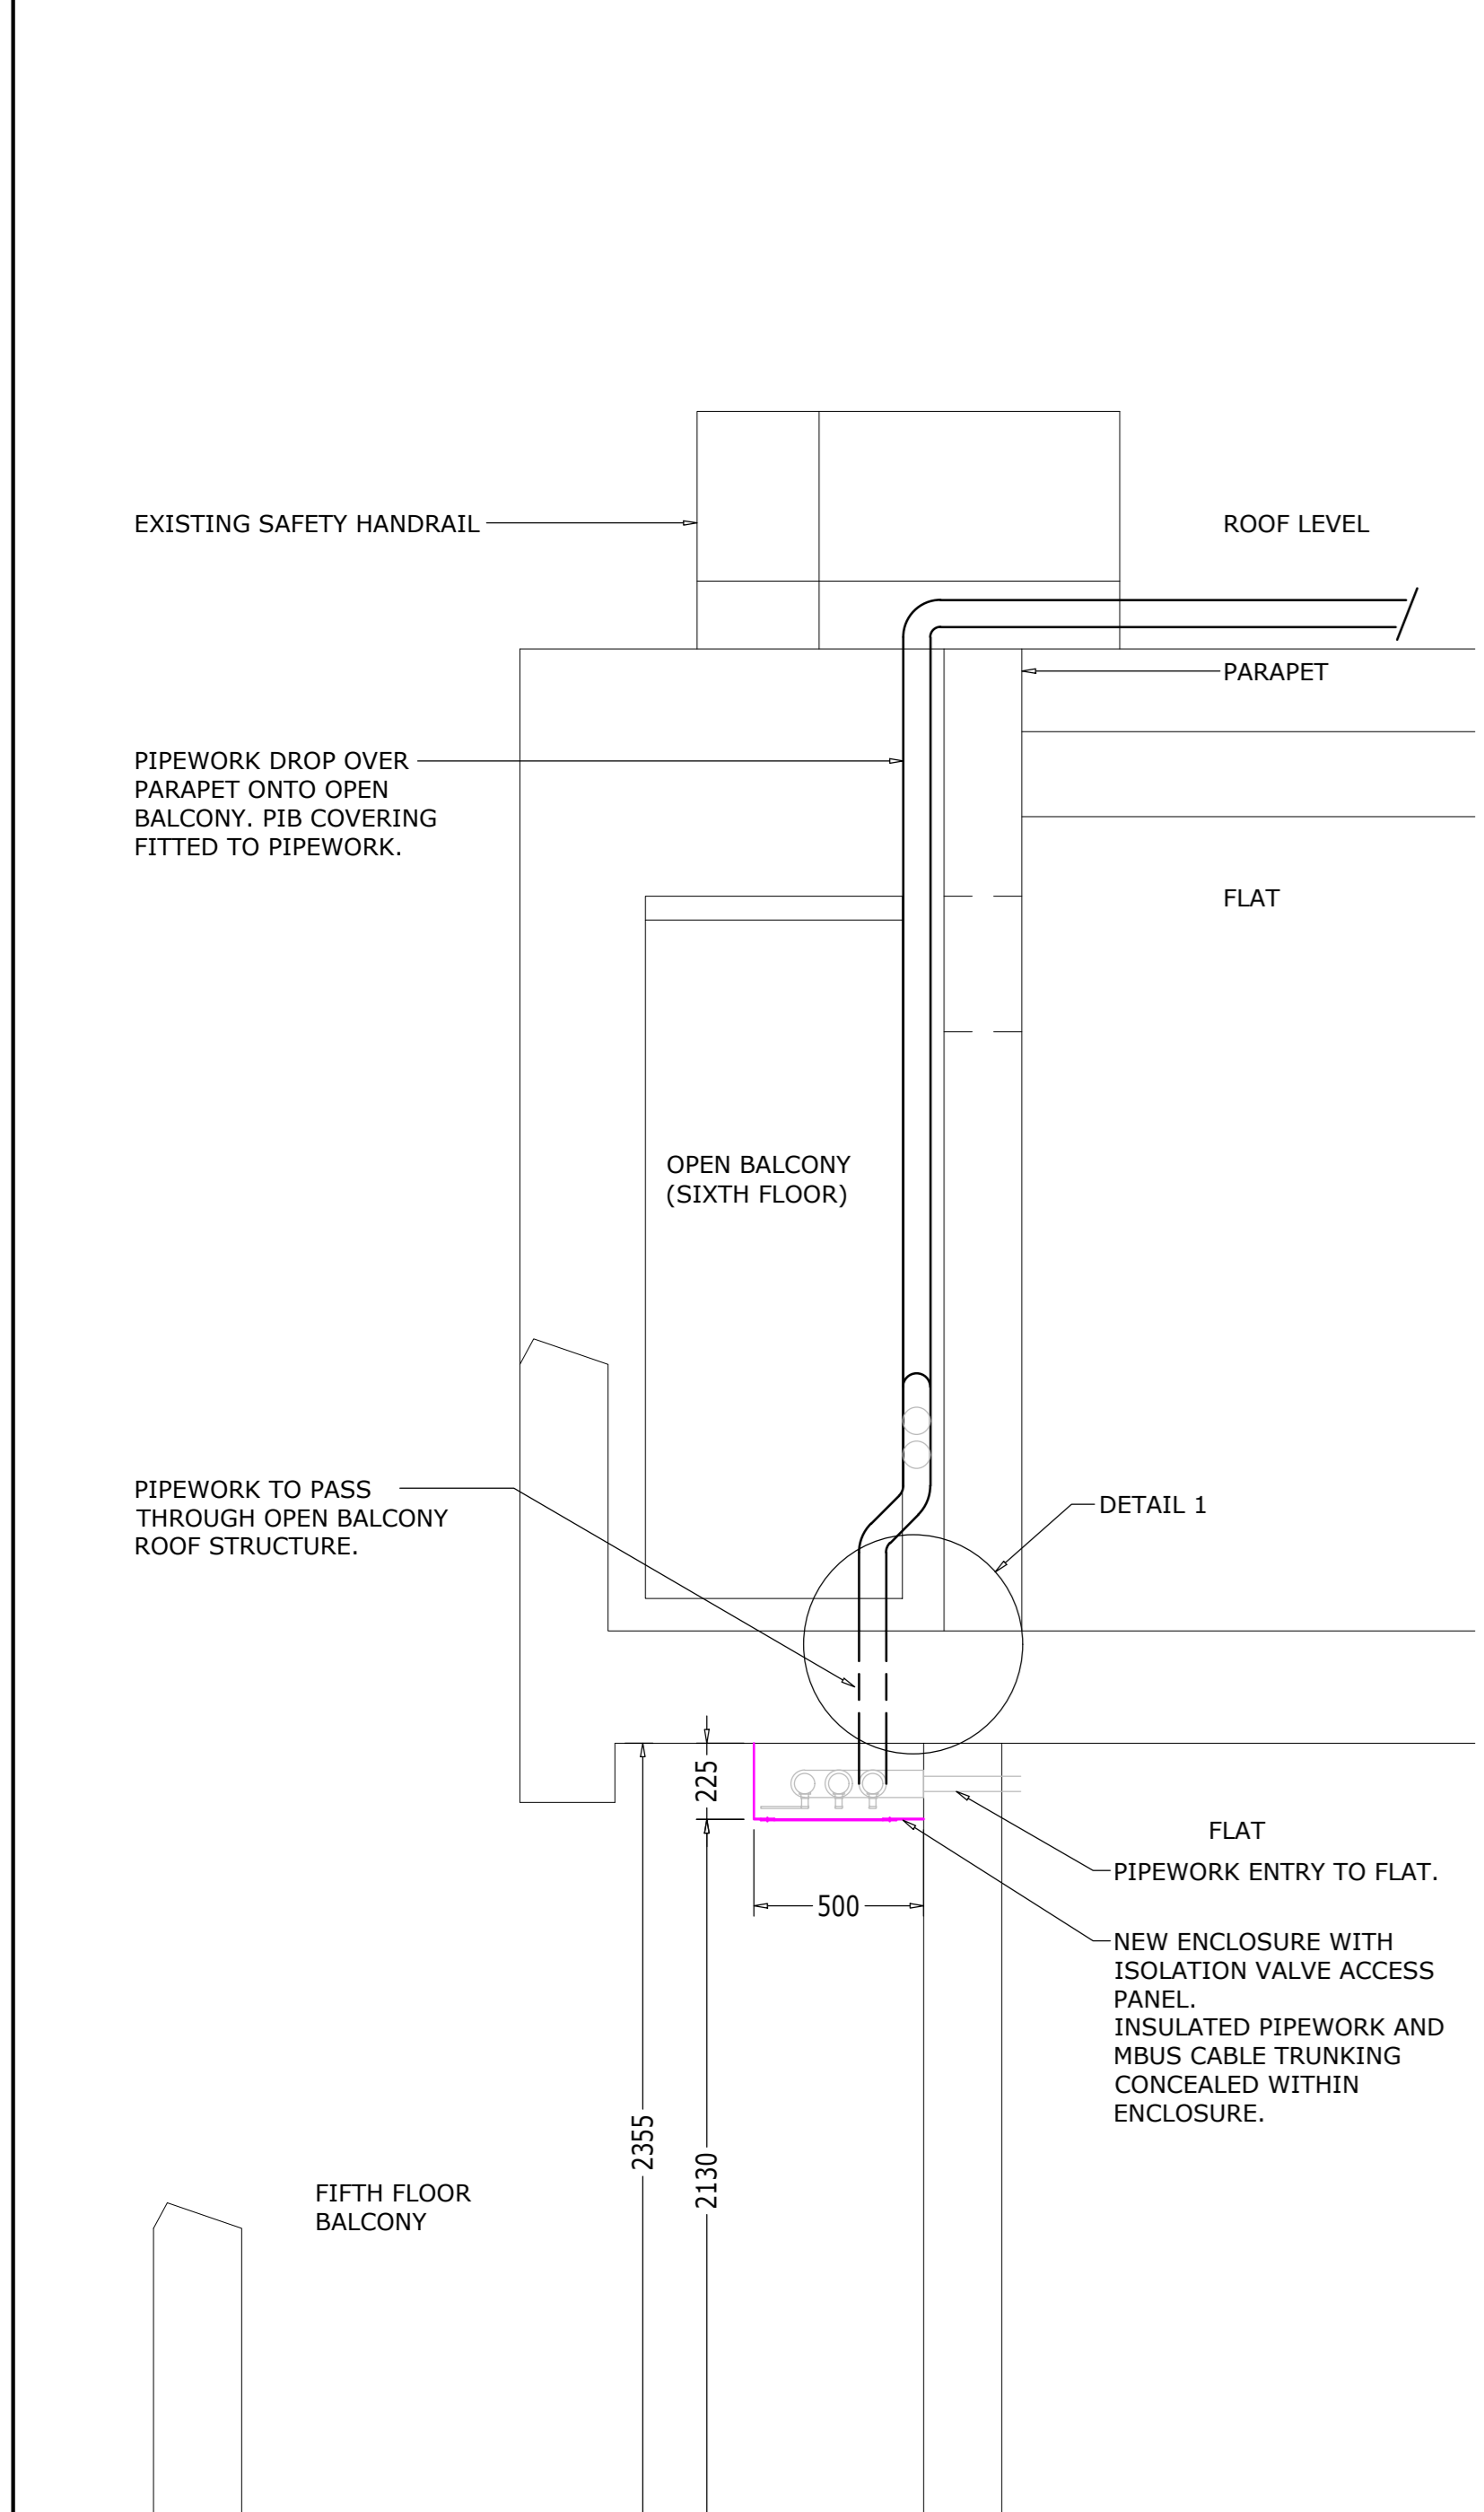 EXISTING SAFETY HANDRAIL
ROOF LEVEL
PARAPET
PIPEWORK DROP OVER
PARAPET ONTO OPEN
BALCONY. PIB COVERING
FITTED TO PIPEWORK.
FLAT
OPEN BALCONY
(SIXTH FLOOR)
PIPEWORK TO PASS
THROUGH OPEN BALCONY
ROOF STRUCTURE.
DETAIL 1
225
500
FLAT
PIPEWORK ENTRY TO FLAT.
NEW ENCLOSURE WITH
ISOLATION VALVE ACCESS
PANEL.
INSULATED PIPEWORK AND
MBUS CABLE TRUNKING
CONCEALED WITHIN
ENCLOSURE.
2355
2130
FIFTH FLOOR
BALCONY